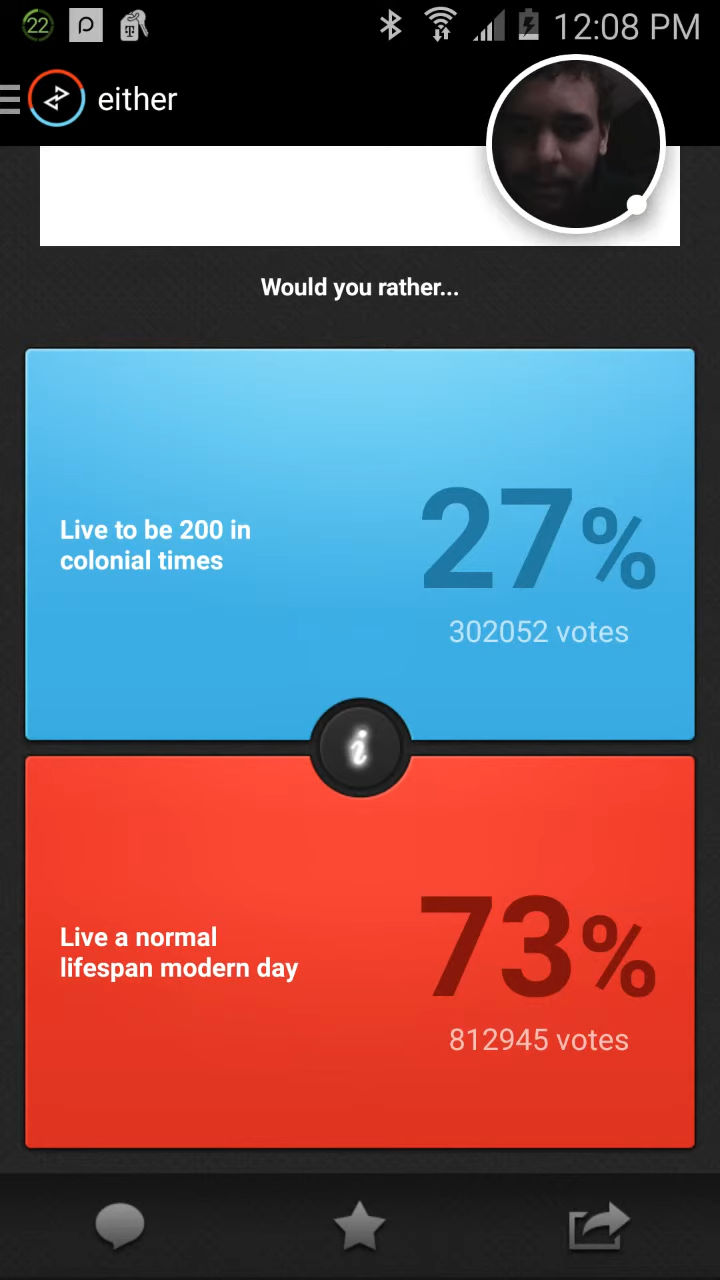 22
12:08 PM
either
Would you rather...
Live to be 200 in
colonial times
27%
302052 votes
i
Live a normal
lifespan modern day
73%
812945 votes